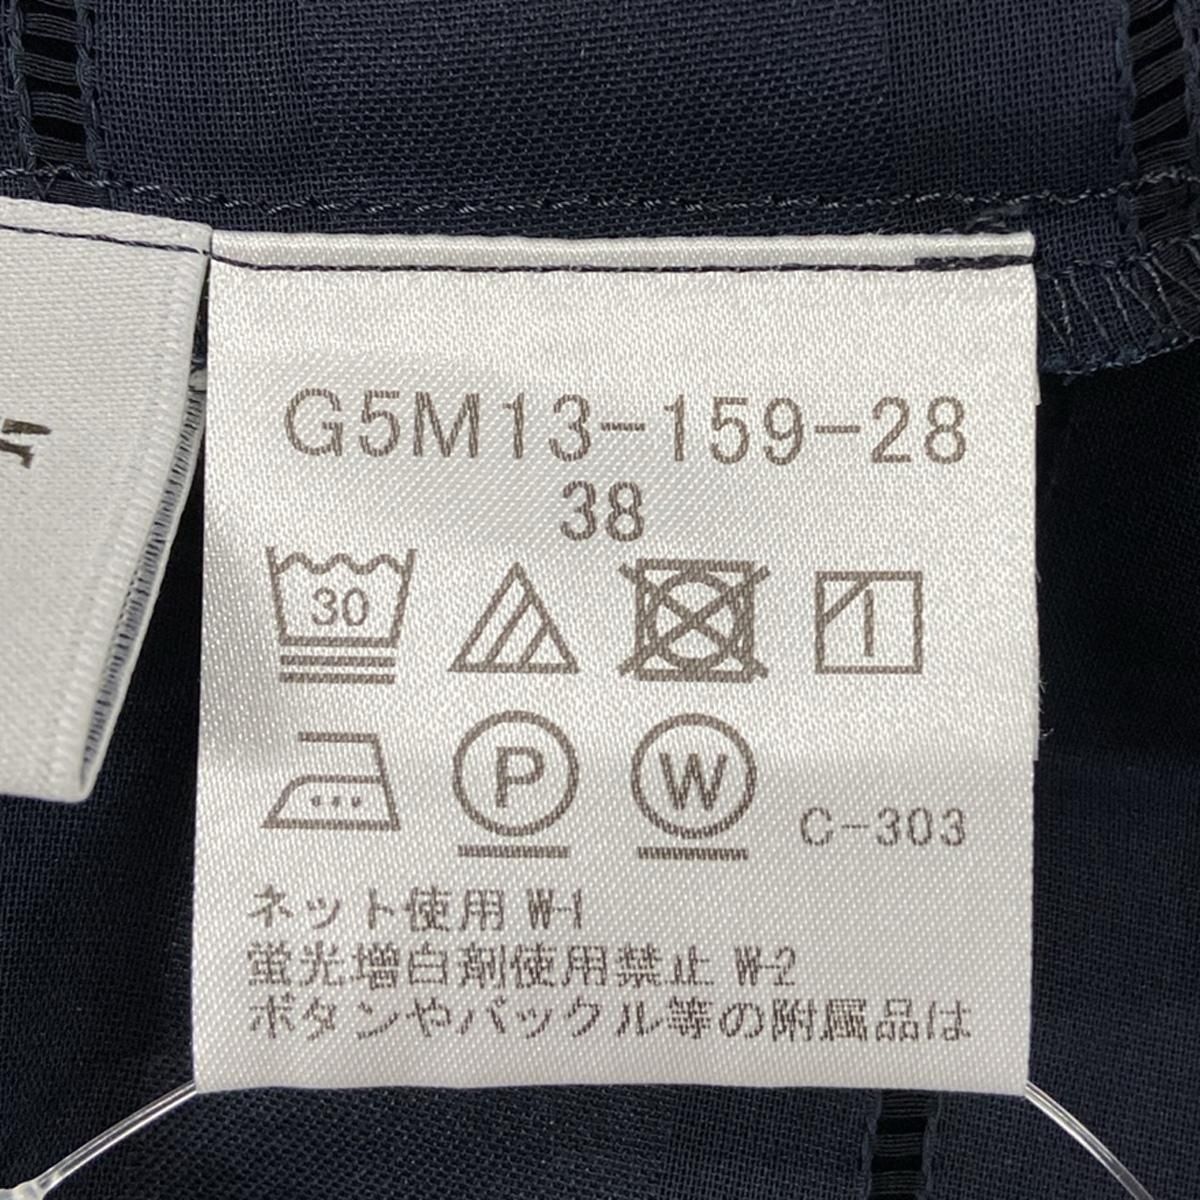 G5M13-159-28
38
30
P W C-303
ネット使用 W-1
蛍光増白剤使用禁止 W-2
ボタンやバックル等の附属品は